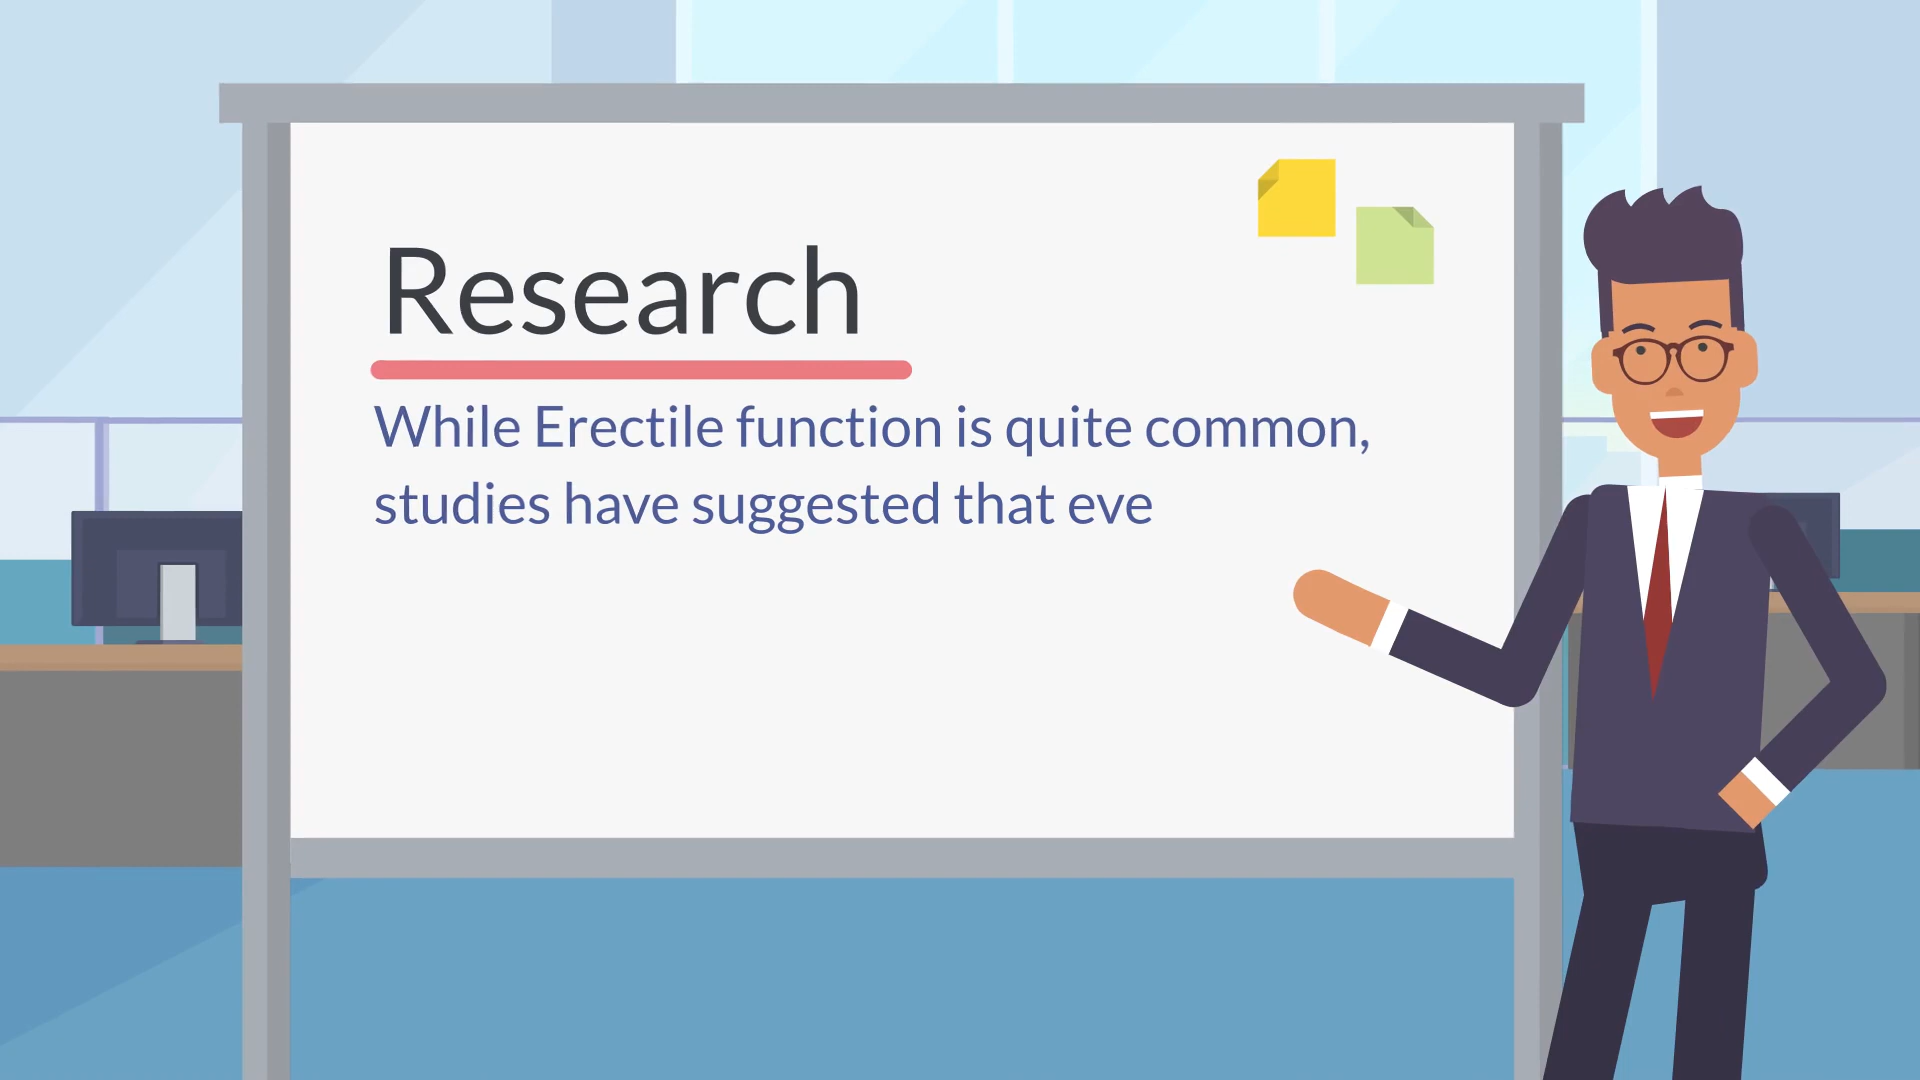 Research
While Erectile function is quite common,
studies have suggested that eve